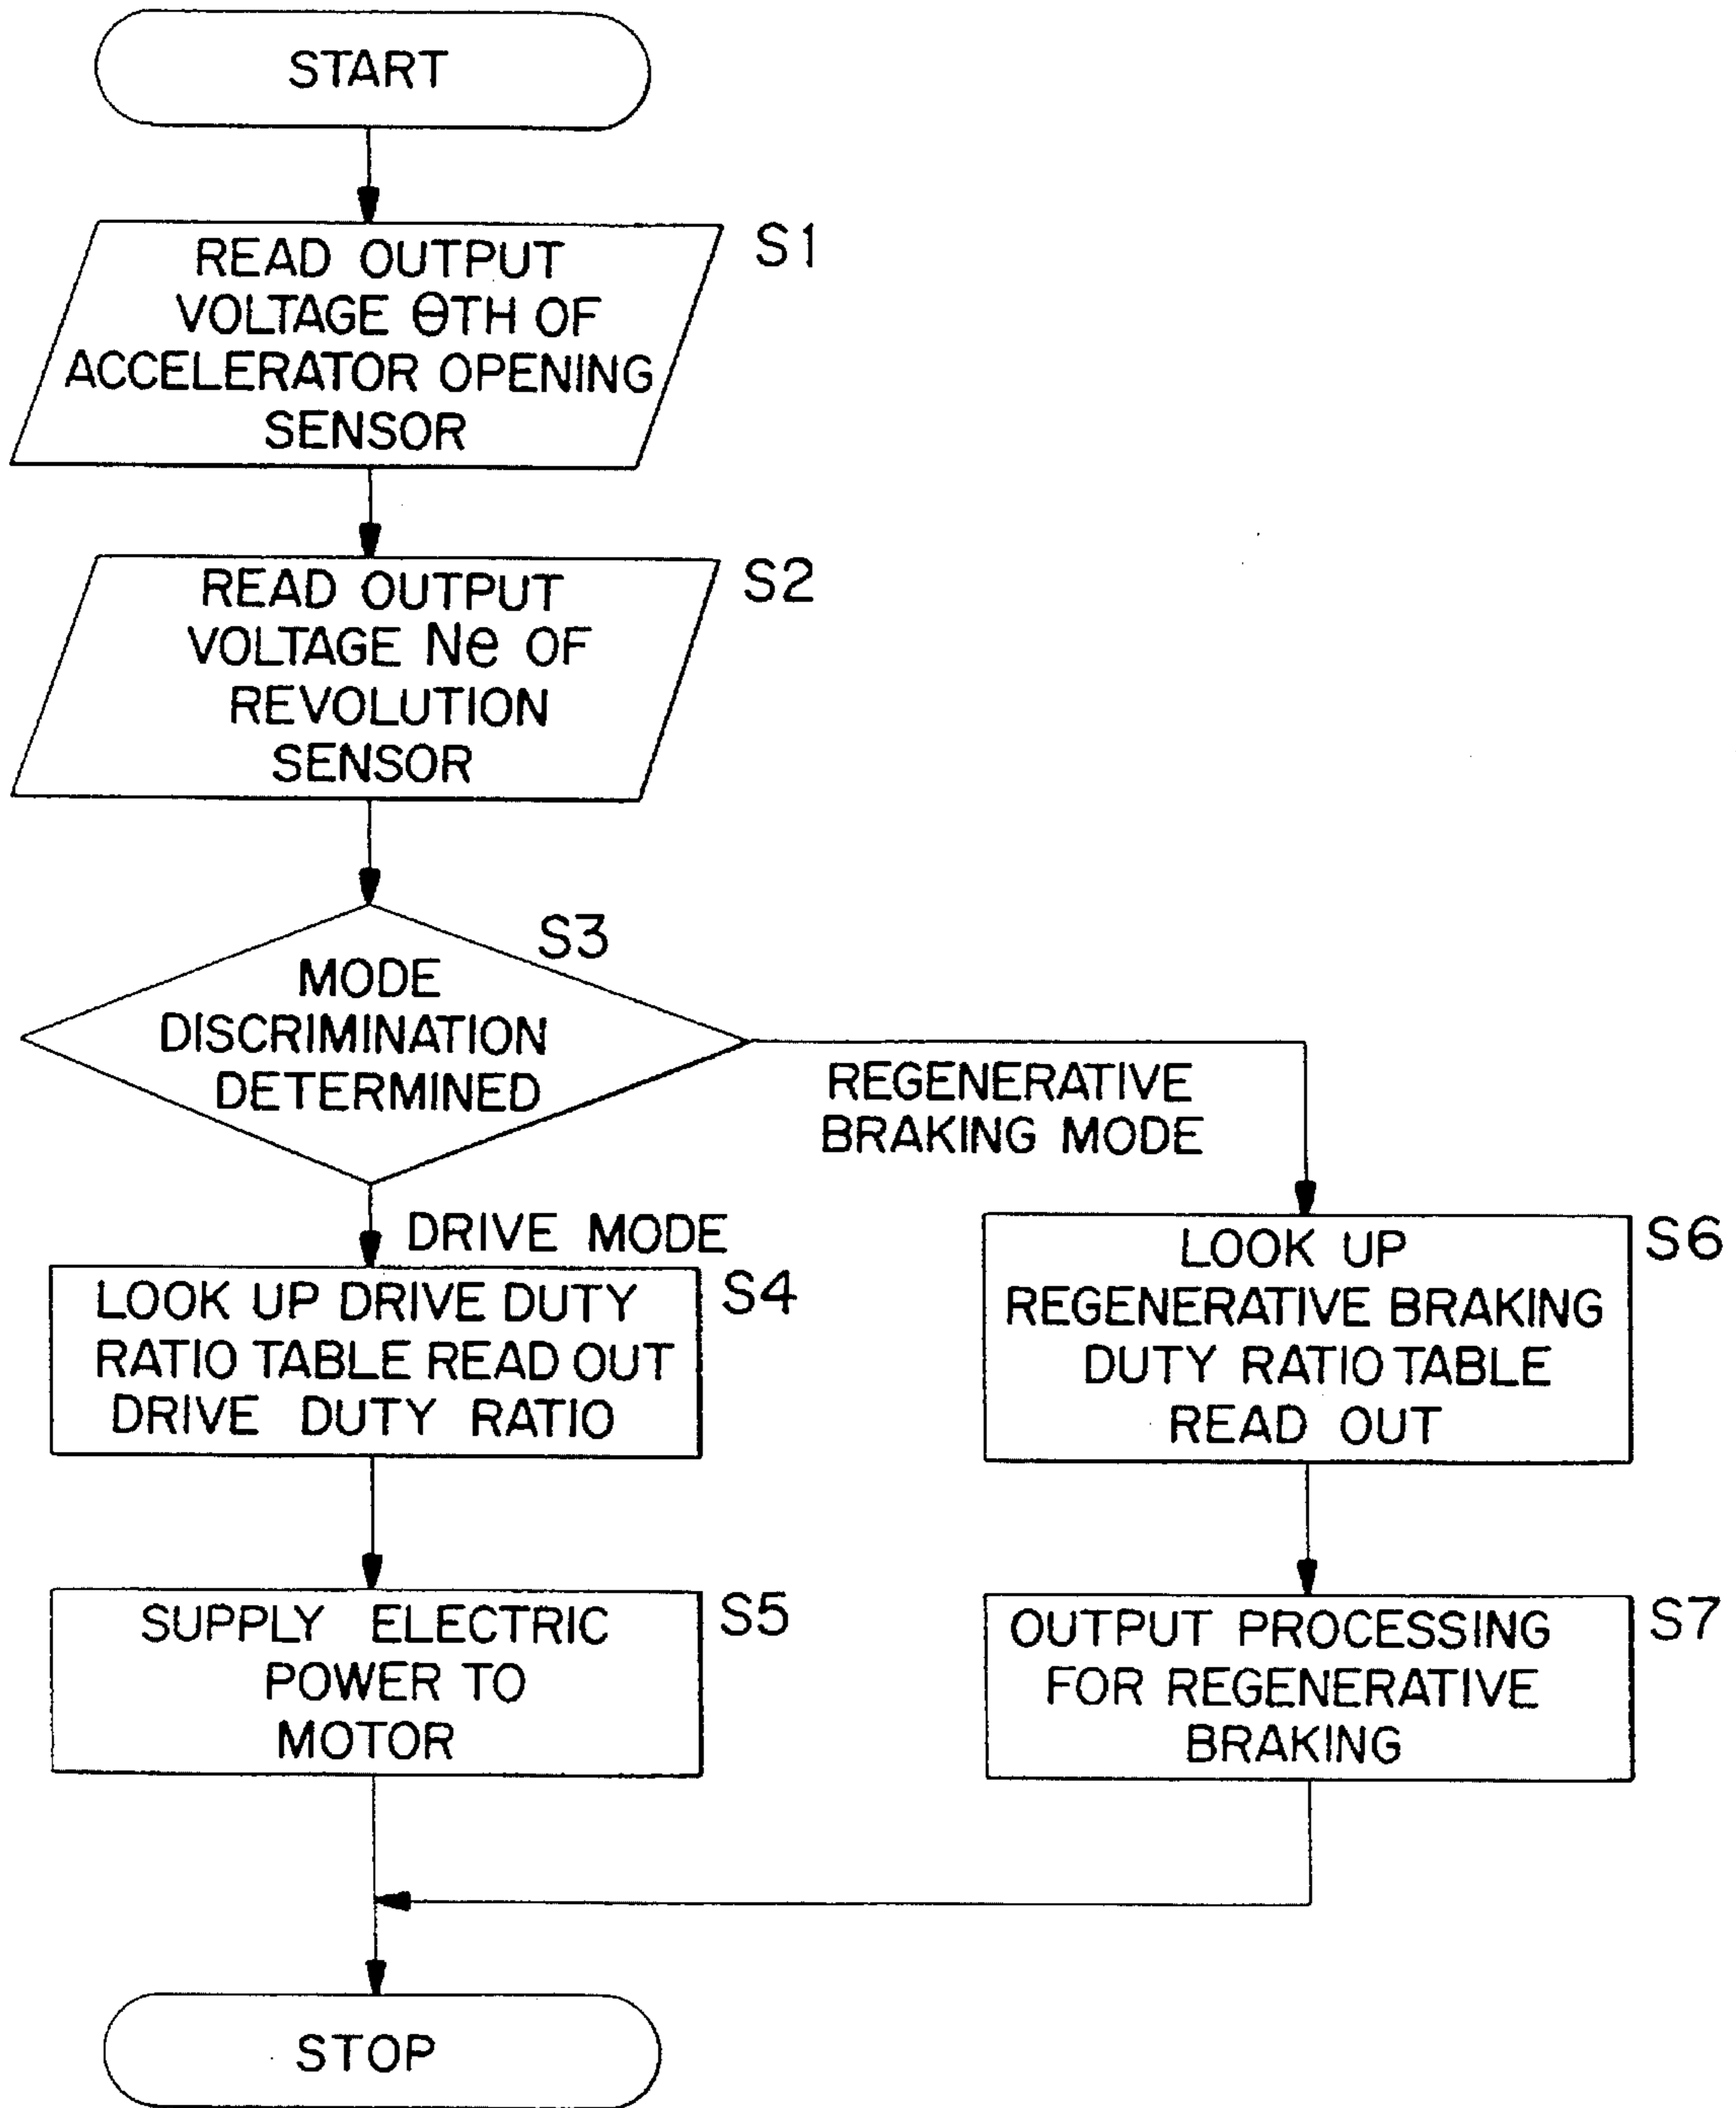 START
READ OUTPUT
VOLTAGE θTH OF
ACCELERATOR OPENING
SENSOR
S1
READ OUTPUT
VOLTAGE Ne OF
REVOLUTION
SENSOR
S2
MODE
DISCRIMINATION
DETERMINED
S3
REGENERATIVE
BRAKING MODE
DRIVE MODE
LOOK UP DRIVE DUTY
RATIO TABLE READ OUT
DRIVE DUTY RATIO
S4
SUPPLY ELECTRIC
POWER TO
MOTOR
S5
LOOK UP
REGENERATIVE BRAKING
DUTY RATIO TABLE
READ OUT
S6
OUTPUT PROCESSING
FOR REGENERATIVE
BRAKING
S7
STOP